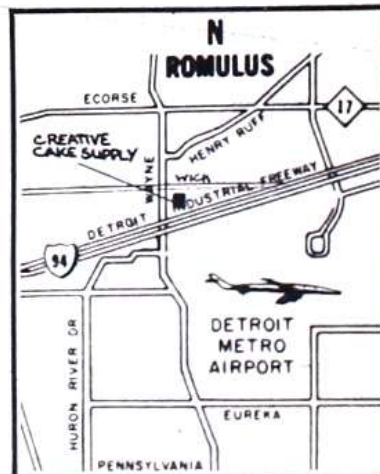 N
ROMULUS
ECORSE
17
CREATIVE
CAKE SUPPLY
HENRY RUFF
WAYNE
WICK
DETROIT INDUSTRIAL FREEWAY
94
DETROIT
METRO
AIRPORT
HURON RIVER DR
EUREKA
PENNSYLVANIA